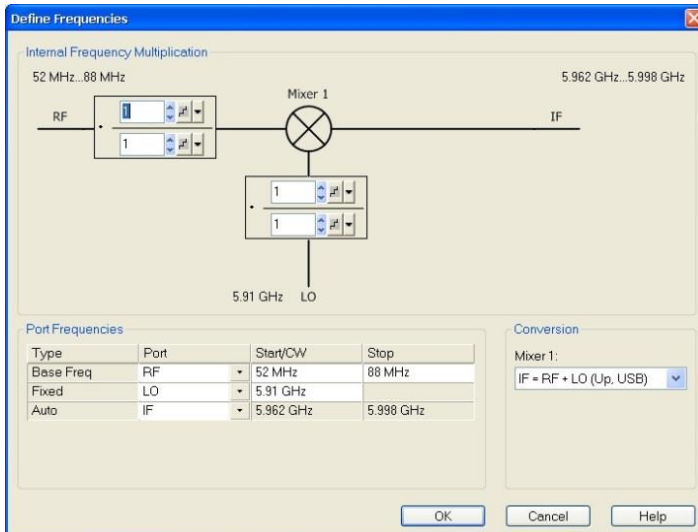 Define Frequencies
Internal Frequency Multiplication
52 MHz...88 MHz
5.962 GHz...5.998 GHz
Mixer 1
RF
1
1
IF
1
1
5.91 GHz LO
Port Frequencies
Type Port Start/CW Stop
Base Freq RF 52 MHz 88 MHz
Fixed LO 5.91 GHz
Auto IF 5.962 GHz 5.998 GHz
Conversion
Mixer 1:
IF = RF + LO (Up, USB)
OK Cancel Help